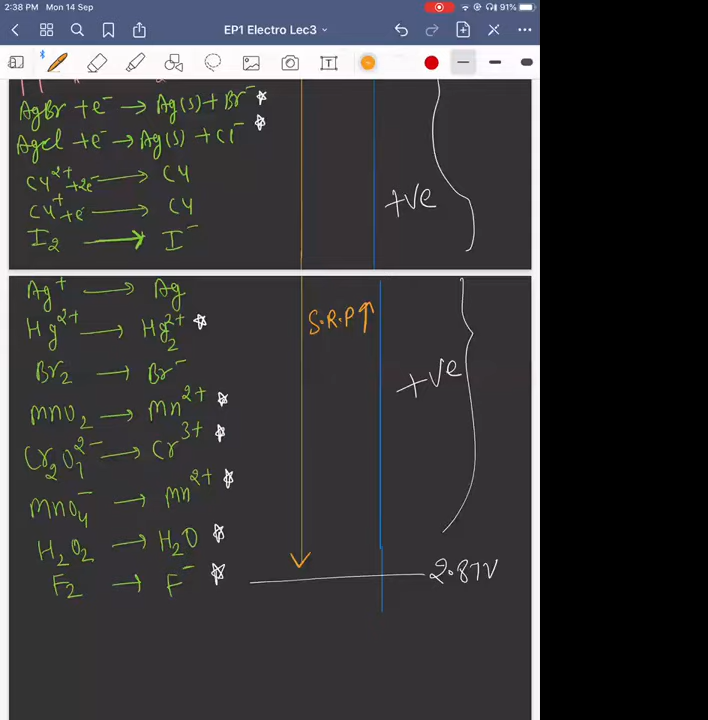 2:38 PM Mon 14 Sep
91%
EP1 Electro Lec3
AgBr + e⁻ → Ag(s) + Br⁻ ☆
AgCl + e⁻ → Ag(s) + Cl⁻ ☆
Cu²⁺ + 2e⁻ → Cu
Cu⁺ + e⁻ → Cu
+ve
I₂ → I⁻
Ag⁺ → Ag
S.R.P↑
Hg²⁺ → Hg₂²⁺ ☆
Br₂ → Br⁻
+ve
MnO₂ → Mn²⁺ ☆
Cr₂O₇²⁻ → Cr³⁺ ☆
MnO₄⁻ → Mn²⁺ ☆
H₂O₂ → H₂O ☆
F₂ → F⁻ ☆
2.87V